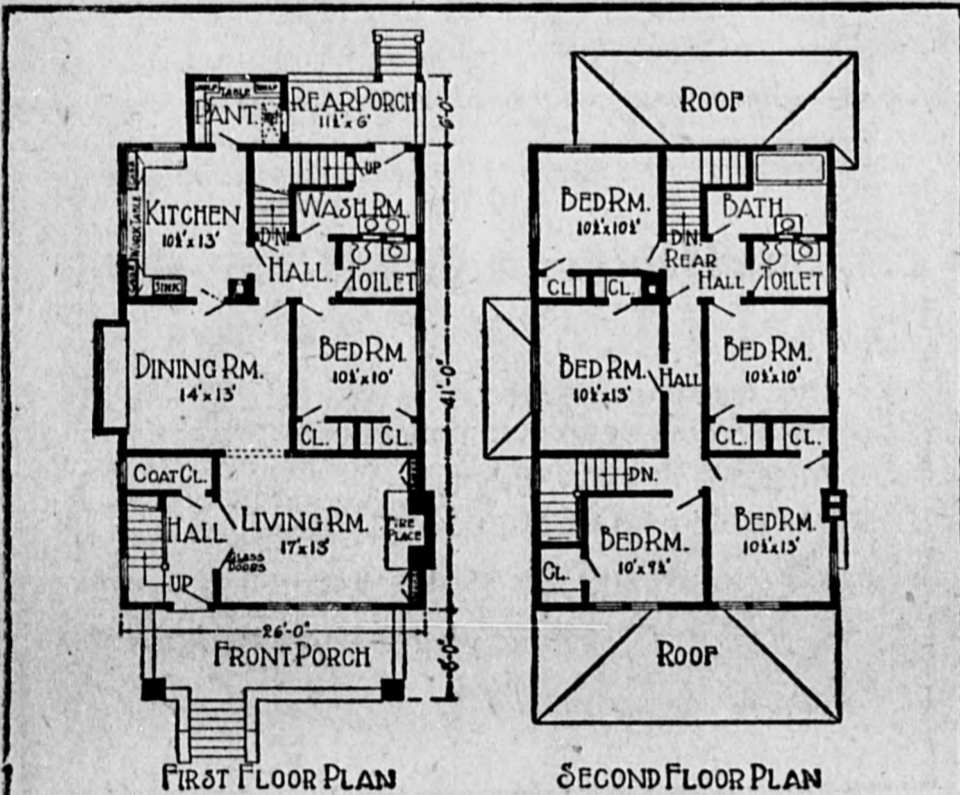 TABLE
PANT.
REAR PORCH
11½' x 6'
6'-0"
UP
KITCHEN
10½' x 13'
WORK TABLE
SINK
WASH RM.
DN.
HALL.
TOILET
DINING RM.
14' x 13'
BED RM.
10½' x 10'
CL.
CL.
41'-0"
COAT CL.
HALL
LIVING RM.
17' x 13'
FIRE
PLACE
GLASS
DOORS
UP
26'-0"
FRONT PORCH
FIRST FLOOR PLAN
ROOF
BED RM.
10½' x 10½'
BATH
DN.
REAR
HALL
TOILET
CL.
CL.
BED RM.
10½' x 13'
HALL
BED RM.
10½' x 10'
CL.
CL.
DN.
BED RM.
10' x 9½'
BED RM.
10½' x 13'
CL.
ROOF
SECOND FLOOR PLAN